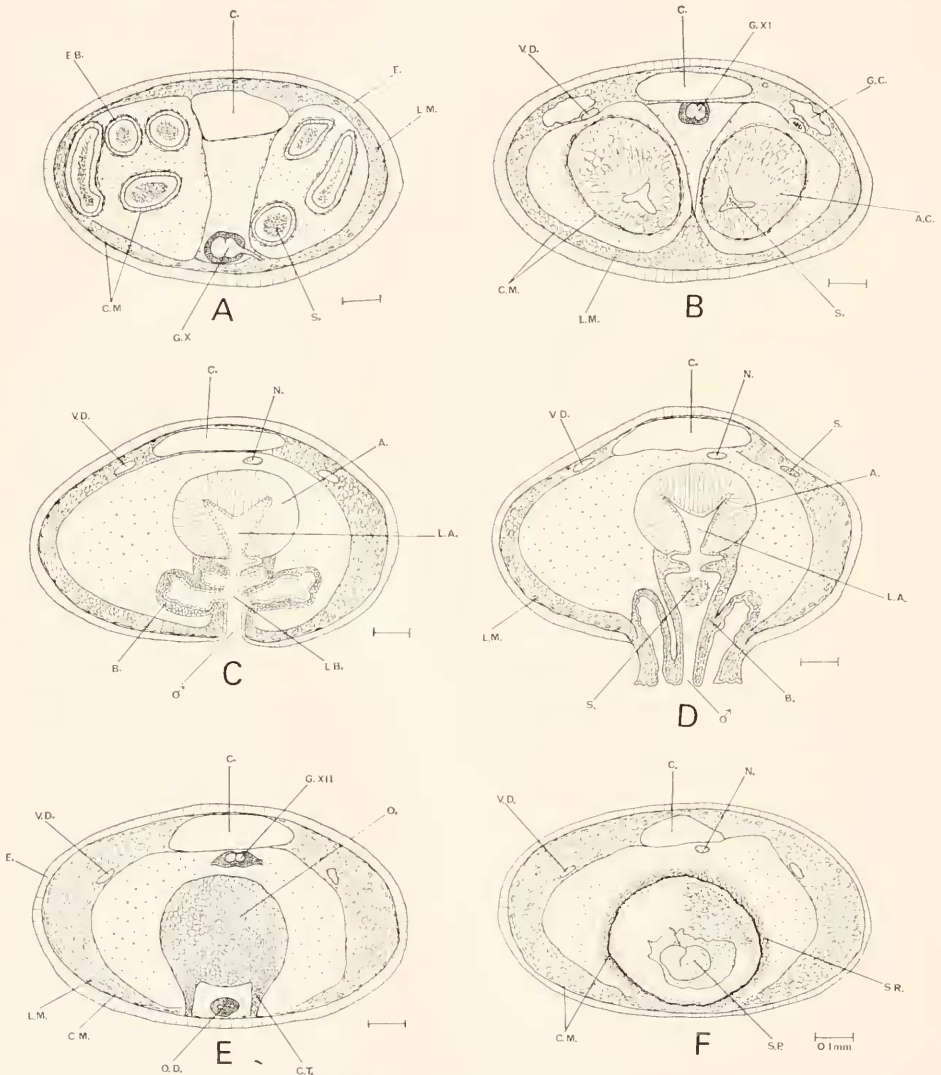 C.
E.B.
E.
L.M.
C.M
G.X
S.
A
C.
G.XI
V.D.
G.C.
A.C.
C.M.
L.M.
S.
B
C.
N.
V.D.
A.
L.A.
B.
L.B.
♂
C
C.
N.
V.D.
S.
A.
L.A.
L.M.
S.
B.
♂
D
C.
G.XII
V.D.
O.
E.
L.M.
C.M.
O.D.
C.T.
E
C.
N.
V.D.
S.R.
C.M.
S.P.
0.1mm
F